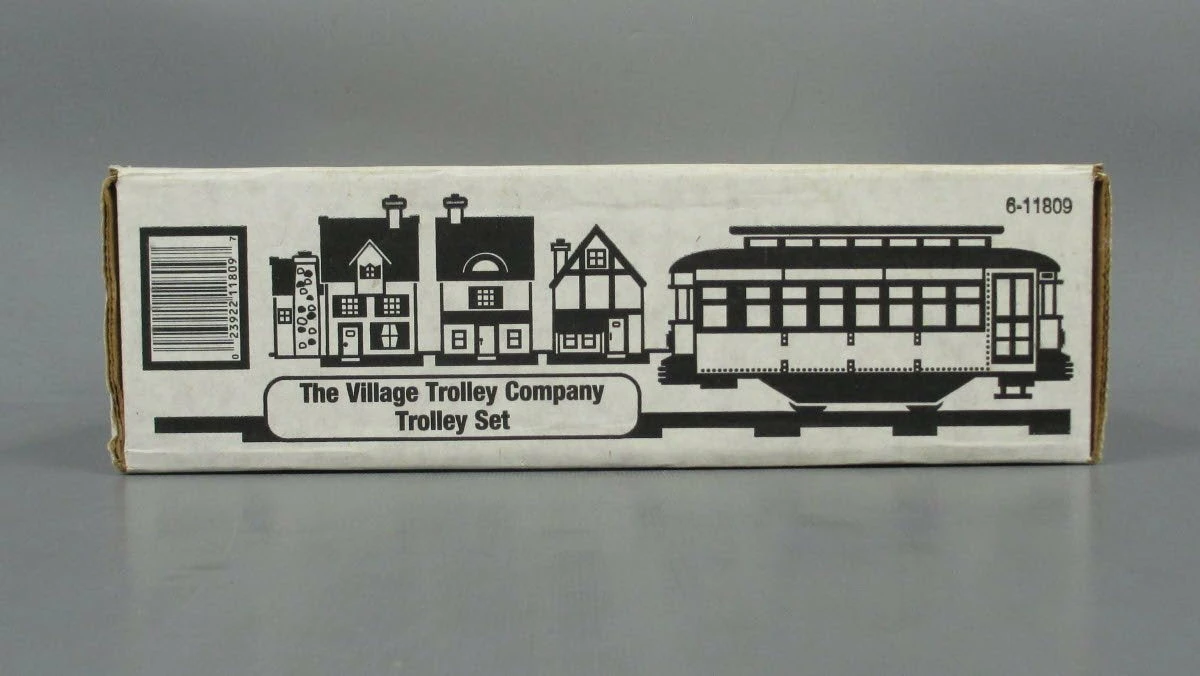 6-11809
0 23922 11809 7
The Village Trolley Company
Trolley Set